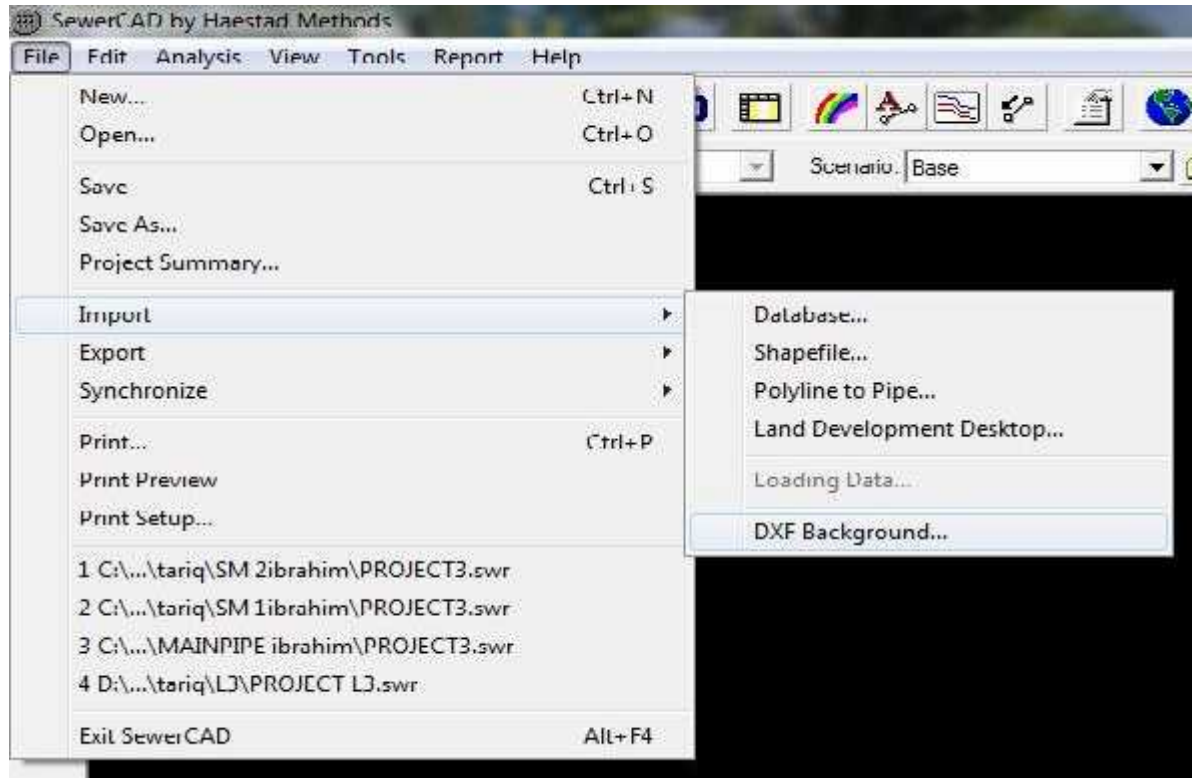 SewerCAD by Haestad Methods
File Edit Analysis View Tools Report Help
New... Ctrl+N
Open... Ctrl+O
Scenario: Base
Save Ctrl+S
Save As...
Project Summary...
Import
Export
Synchronize
Print... Ctrl+P
Print Preview
Print Setup...
1 C:\...\tariq\SM 2ibrahim\PROJECT3.swr
2 C:\...\tariq\SM 1ibrahim\PROJECT3.swr
3 C:\...\MAINPIPE ibrahim\PROJECT3.swr
4 D:\...\tariq\L3\PROJECT L3.swr
Exit SewerCAD Alt+F4
Database...
Shapefile...
Polyline to Pipe...
Land Development Desktop...
Loading Data...
DXF Background...